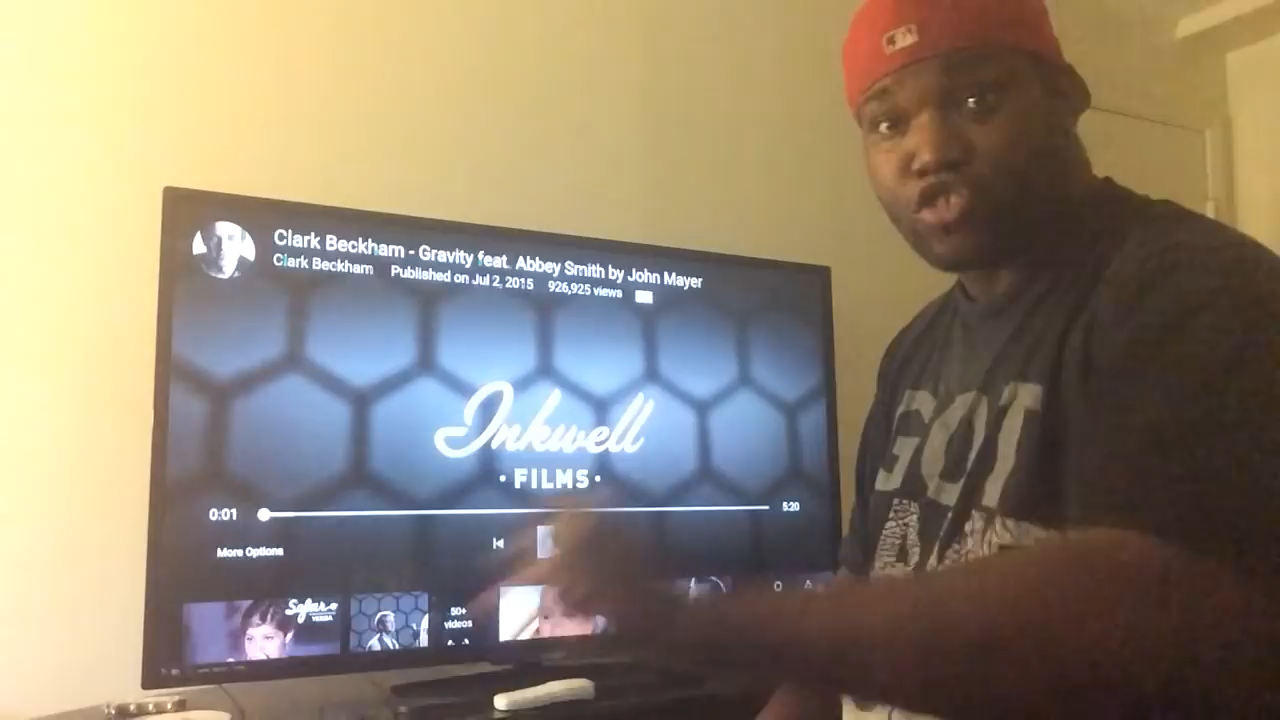 Clark Beckham - Gravity feat. Abbey Smith by John Mayer
Clark Beckham Published on Jul 2, 2015 926,925 views
Inkwell
• FILMS •
0:01
5:20
More Options
Sofar
50+
videos
GOT